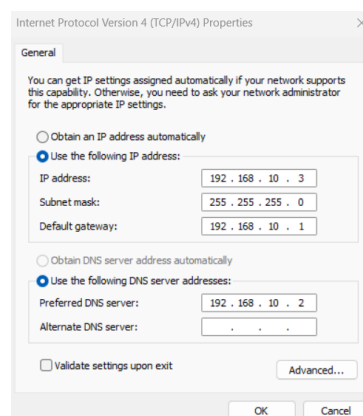 Internet Protocol Version 4 (TCP/IPv4) Properties
General
You can get IP settings assigned automatically if your network supports
this capability. Otherwise, you need to ask your network administrator
for the appropriate IP settings.
Obtain an IP address automatically
Use the following IP address:
IP address: 192 . 168 . 10 . 3
Subnet mask: 255 . 255 . 255 . 0
Default gateway: 192 . 168 . 10 . 1
Obtain DNS server address automatically
Use the following DNS server addresses:
Preferred DNS server: 192 . 168 . 10 . 2
Alternate DNS server: . . .
Validate settings upon exit
Advanced...
OK Cancel